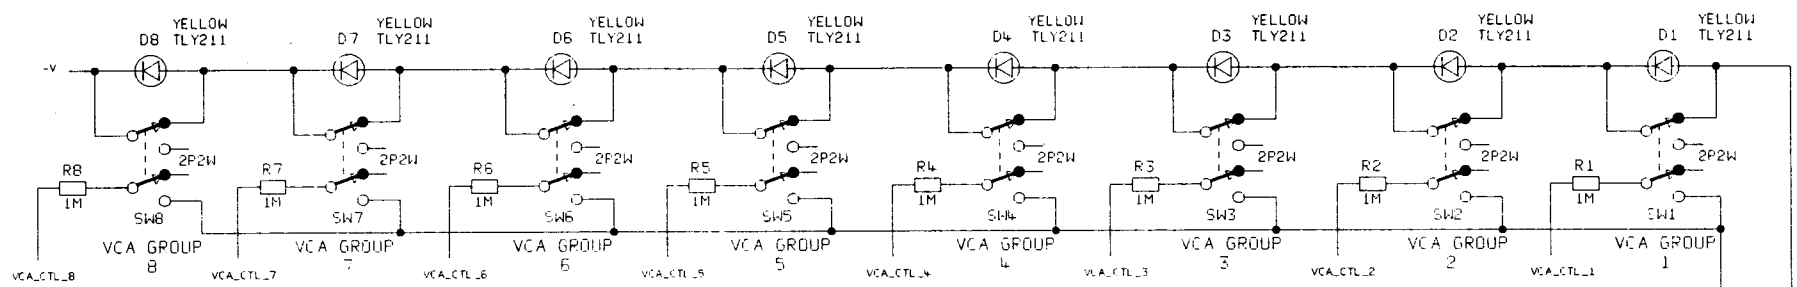 YELLOW YELLOW YELLOW YELLOW YELLOW YELLOW YELLOW YELLOW
D8 TLY211 D7 TLY211 D6 TLY211 D5 TLY211 D4 TLY211 D3 TLY211 D2 TLY211 D1 TLY211
-V
2P2W 2P2W 2P2W 2P2W 2P2W 2P2W 2P2W 2P2W
R8 R7 R6 R5 R4 R3 R2 R1
1M 1M 1M 1M 1M 1M 1M 1M
SW8 SW7 SW6 SW5 SW4 SW3 SW2 SW1
VCA GROUP VCA GROUP VCA GROUP VCA GROUP VCA GROUP VCA GROUP VCA GROUP VCA GROUP
8 7 6 5 4 3 2 1
VCA_CTL_8 VCA_CTL_7 VCA_CTL_6 VCA_CTL_5 VCA_CTL_4 VCA_CTL_3 VCA_CTL_2 VCA_CTL_1